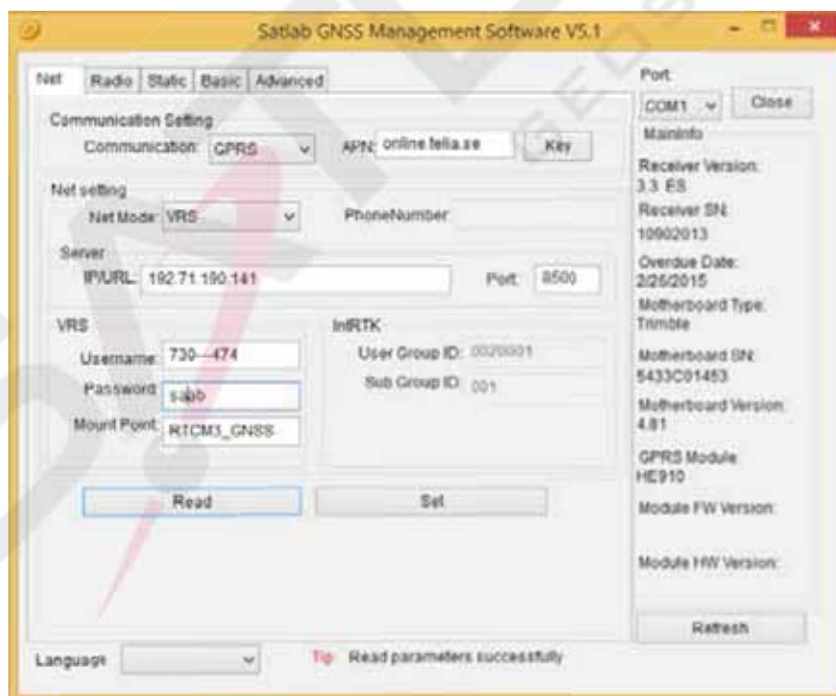 Satlab GNSS Management Software V5.1
Net Radio Static Basic Advanced
Communication Setting
Communication: GPRS APN: online.telia.se Key
Net setting
Net Mode: VRS PhoneNumber:
Server
IP/URL: 192.71.190.141 Port: 8500
VRS
Username: 730---474
Password:
Mount Point: RTCM3_GNSS
IntRTK
User Group ID: 0020001
Sub Group ID: 001
Read Set
Language Tip: Read parameters successfully
Port:
COM1 Close
MainInfo
Receiver Version:
3.3 ES
Receiver SN:
10902013
Overdue Date:
2/26/2015
Motherboard Type:
Trimble
Motherboard SN:
5433C01453
Motherboard Version:
4.81
GPRS Module
HE910
Module FW Version:
Module HW Version:
Refresh